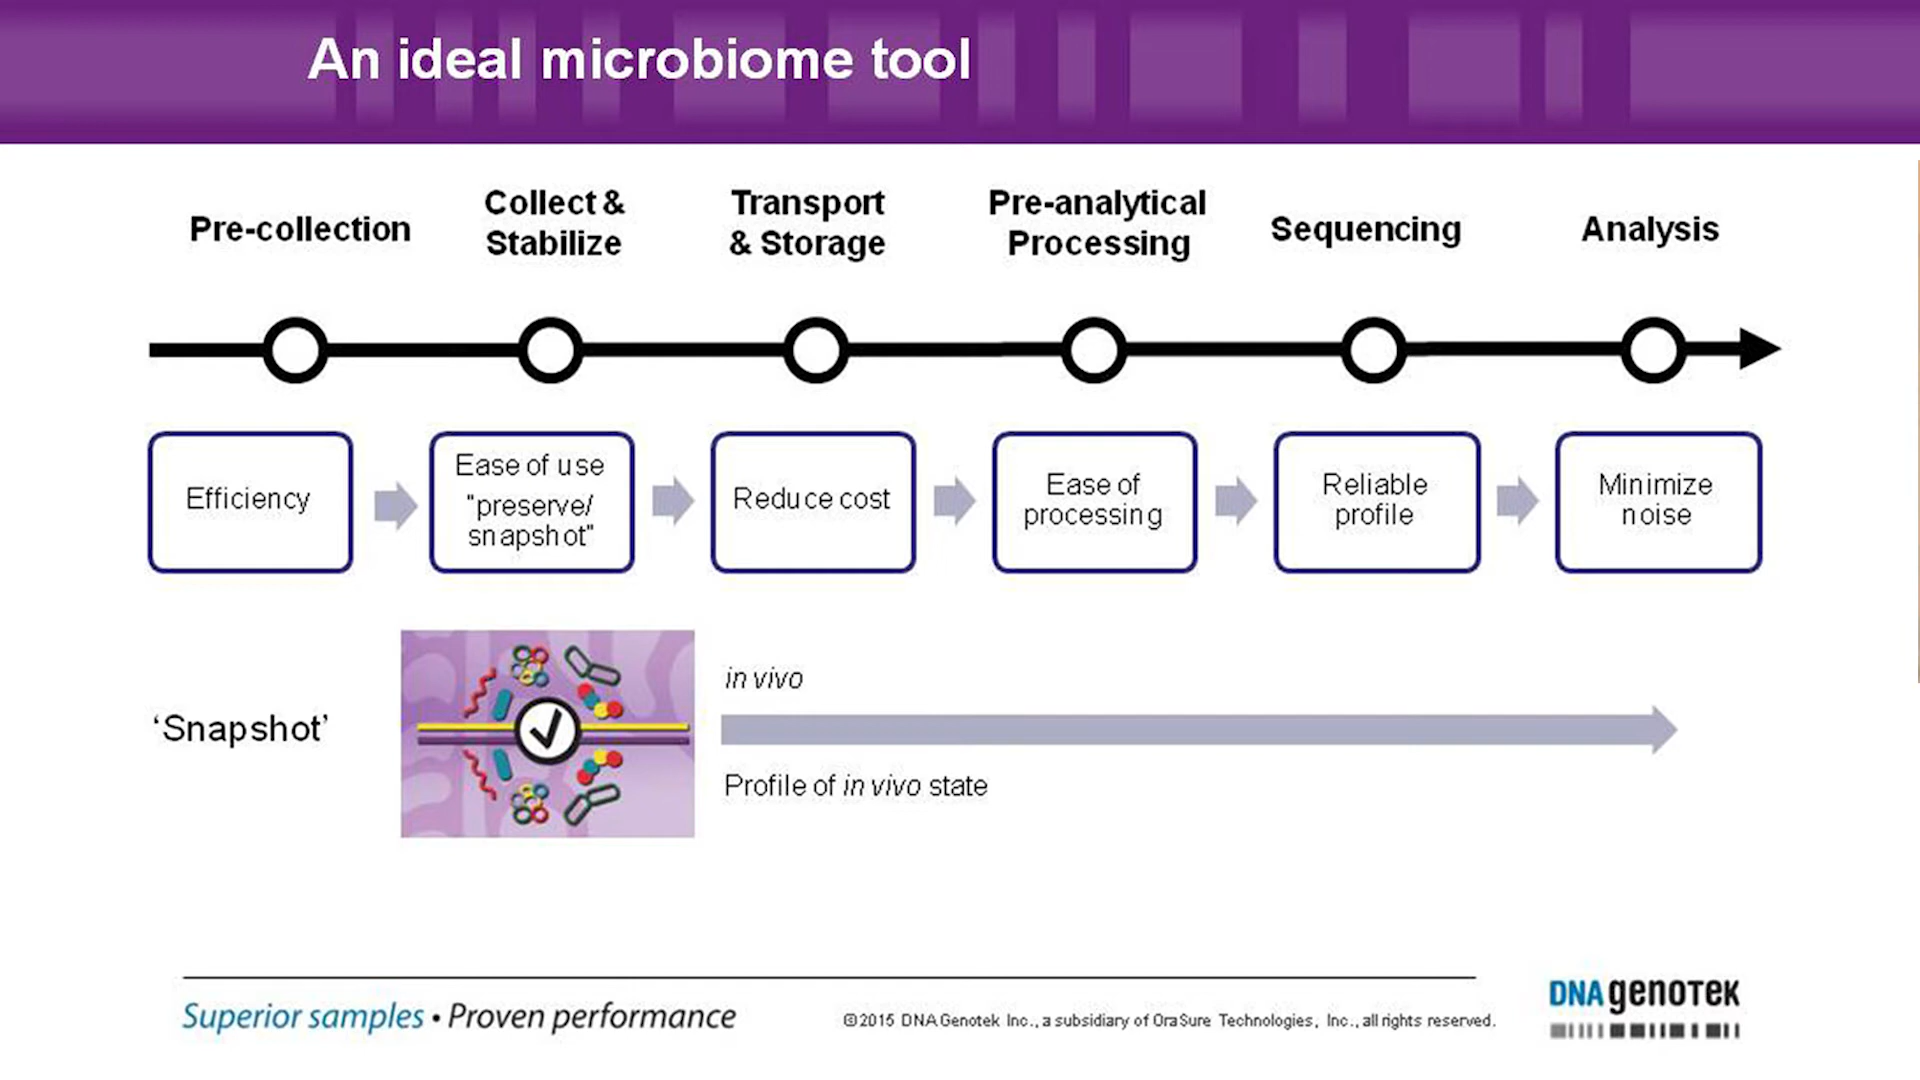 An ideal microbiome tool
Pre-collection
Collect &
Stabilize
Transport
& Storage
Pre-analytical
Processing
Sequencing
Analysis
Efficiency
Ease of use
"preserve/
snapshot"
Reduce cost
Ease of
processing
Reliable
profile
Minimize
noise
‘Snapshot’
in vivo
Profile of in vivo state
Superior samples • Proven performance
©2015 DNA Genotek Inc., a subsidiary of OraSure Technologies, Inc., all rights reserved.
DNAgenoTek